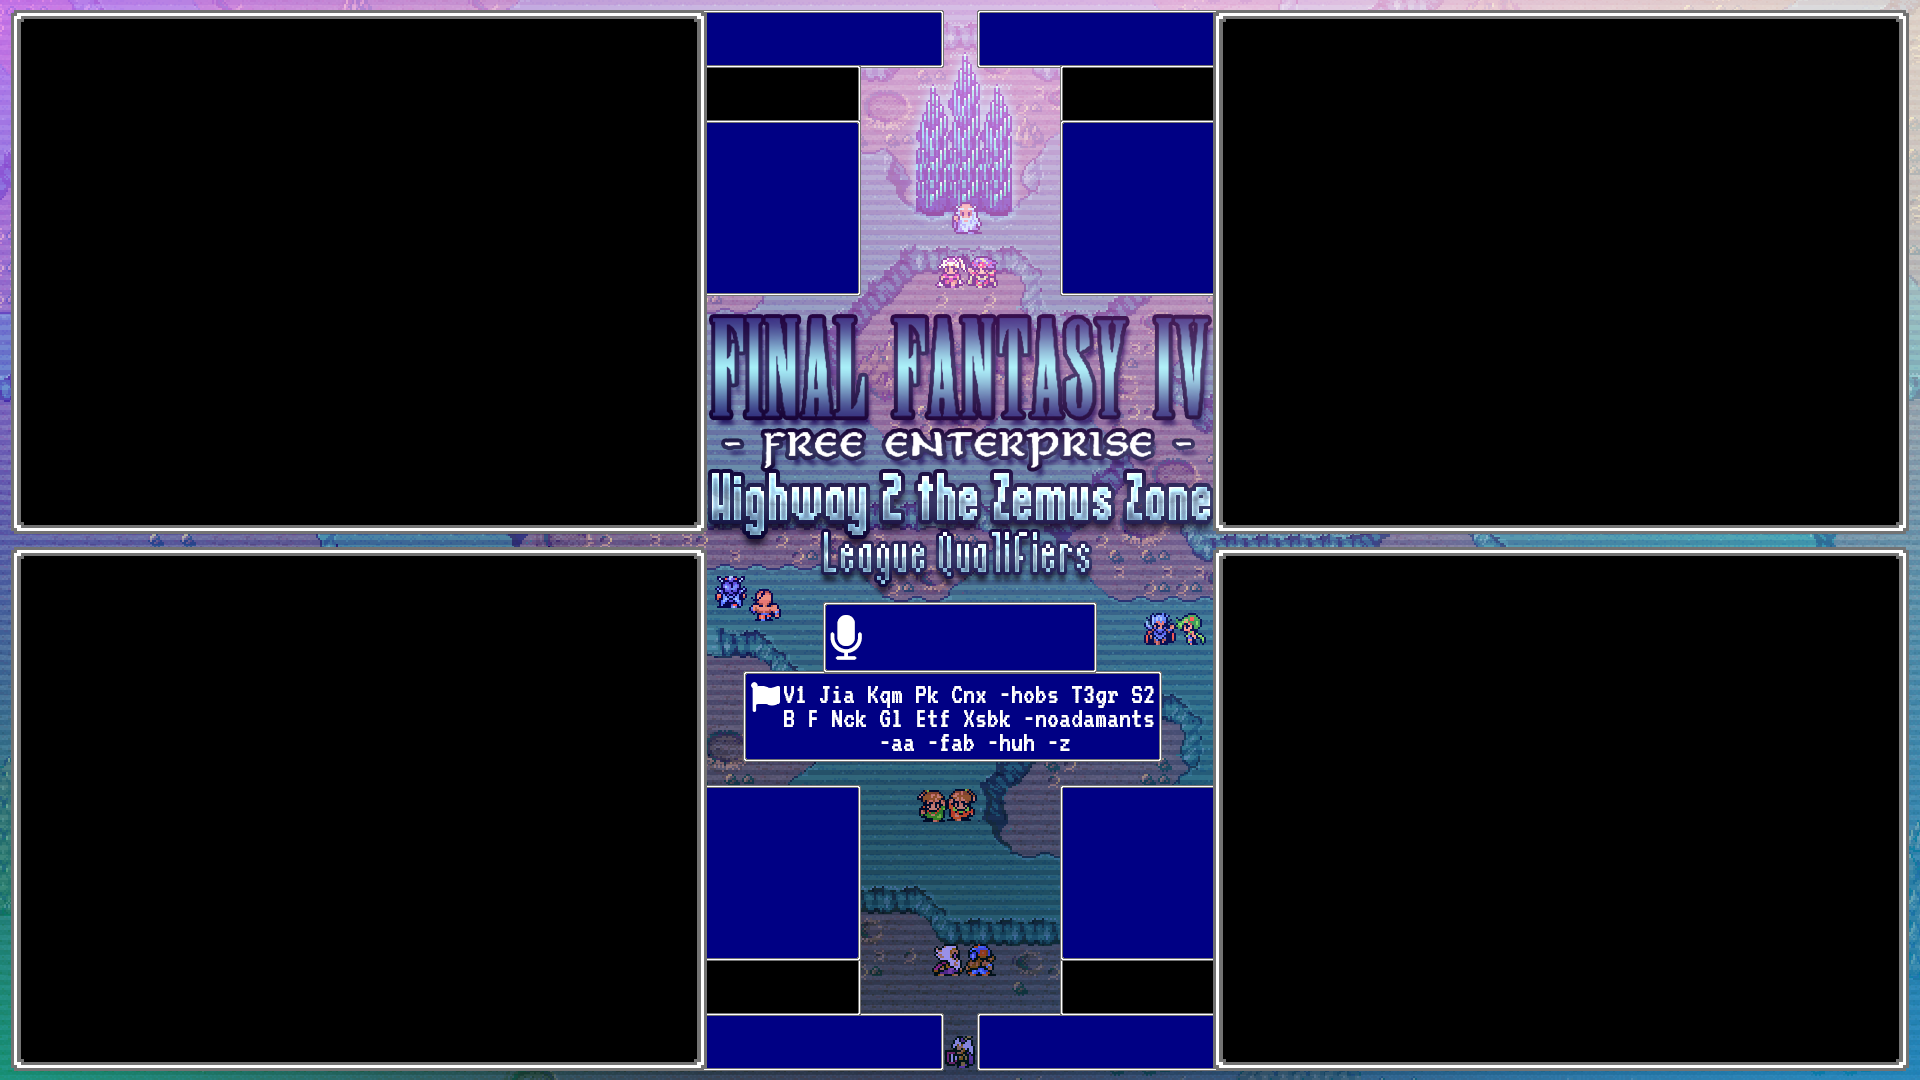 FINAL FANTASY IV
- FREE ENTERPRISE -
Highway 2 the Zemus Zone
League Qualifiers
V1 Jia Kqm Pk Cnx -hobs T3gr S2
B F Nck Gl Etf Xsbk -noadamants
-aa -fab -huh -z